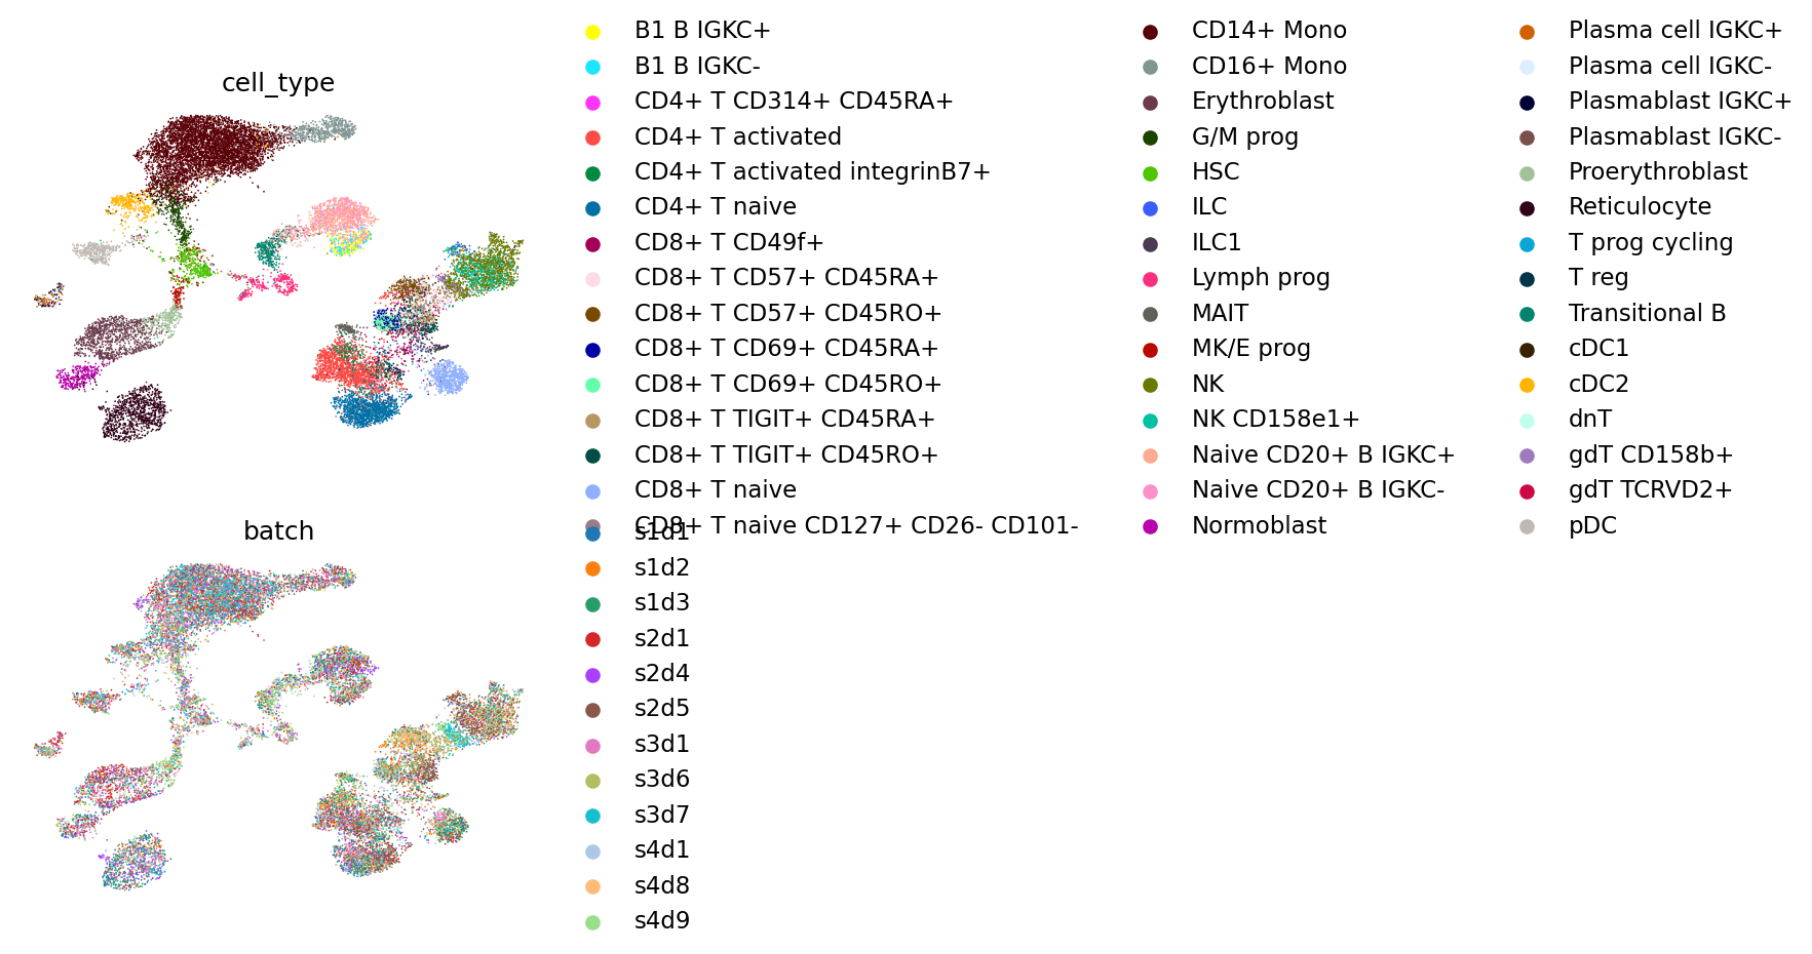 cell_type
B1 B IGKC+
B1 B IGKC-
CD4+ T CD314+ CD45RA+
CD4+ T activated
CD4+ T activated integrinB7+
CD4+ T naive
CD8+ T CD49f+
CD8+ T CD57+ CD45RA+
CD8+ T CD57+ CD45RO+
CD8+ T CD69+ CD45RA+
CD8+ T CD69+ CD45RO+
CD8+ T TIGIT+ CD45RA+
CD8+ T TIGIT+ CD45RO+
CD8+ T naive
CD8+ T naive CD127+ CD26- CD101-
CD14+ Mono
CD16+ Mono
Erythroblast
G/M prog
HSC
ILC
ILC1
Lymph prog
MAIT
MK/E prog
NK
NK CD158e1+
Naive CD20+ B IGKC+
Naive CD20+ B IGKC-
Normoblast
Plasma cell IGKC+
Plasma cell IGKC-
Plasmablast IGKC+
Plasmablast IGKC-
Proerythroblast
Reticulocyte
T prog cycling
T reg
Transitional B
cDC1
cDC2
dnT
gdT CD158b+
gdT TCRVD2+
pDC
batch
s1d1
s1d2
s1d3
s2d1
s2d4
s2d5
s3d1
s3d6
s3d7
s4d1
s4d8
s4d9